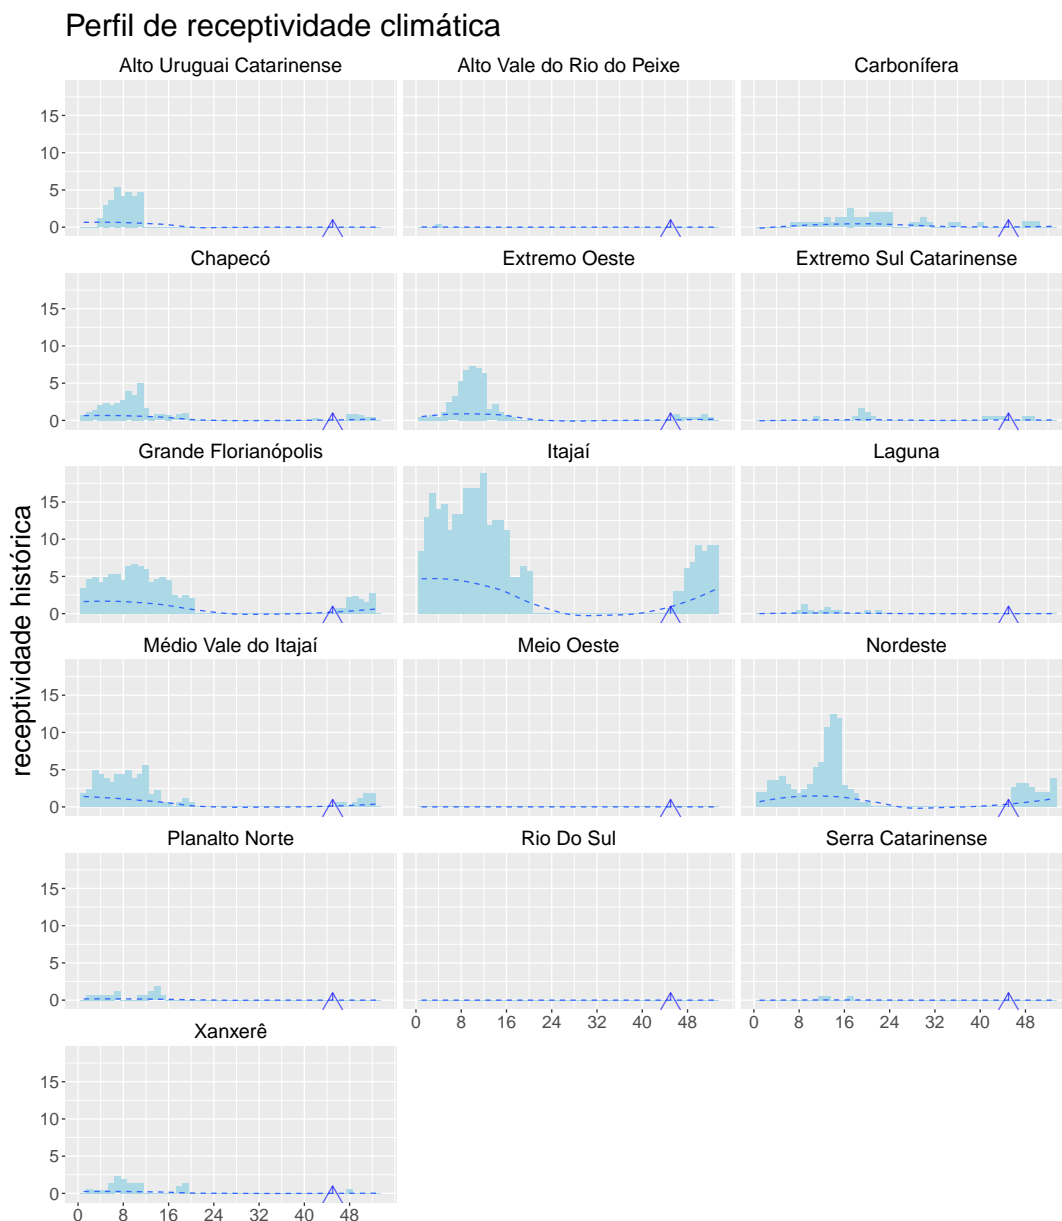 Perfil de receptividade climática
Alto Uruguai Catarinense Alto Vale do Rio do Peixe Carbonífera
15
10
5
0
Chapecó Extremo Oeste Extremo Sul Catarinense
15
10
5
0
Grande Florianópolis Itajaí Laguna
15
10
5
0
receptividade histórica
Médio Vale do Itajaí Meio Oeste Nordeste
15
10
5
0
Planalto Norte Rio Do Sul Serra Catarinense
15
10
5
0
0 8 16 24 32 40 48 0 8 16 24 32 40 48
Xanxerê
15
10
5
0
0 8 16 24 32 40 48